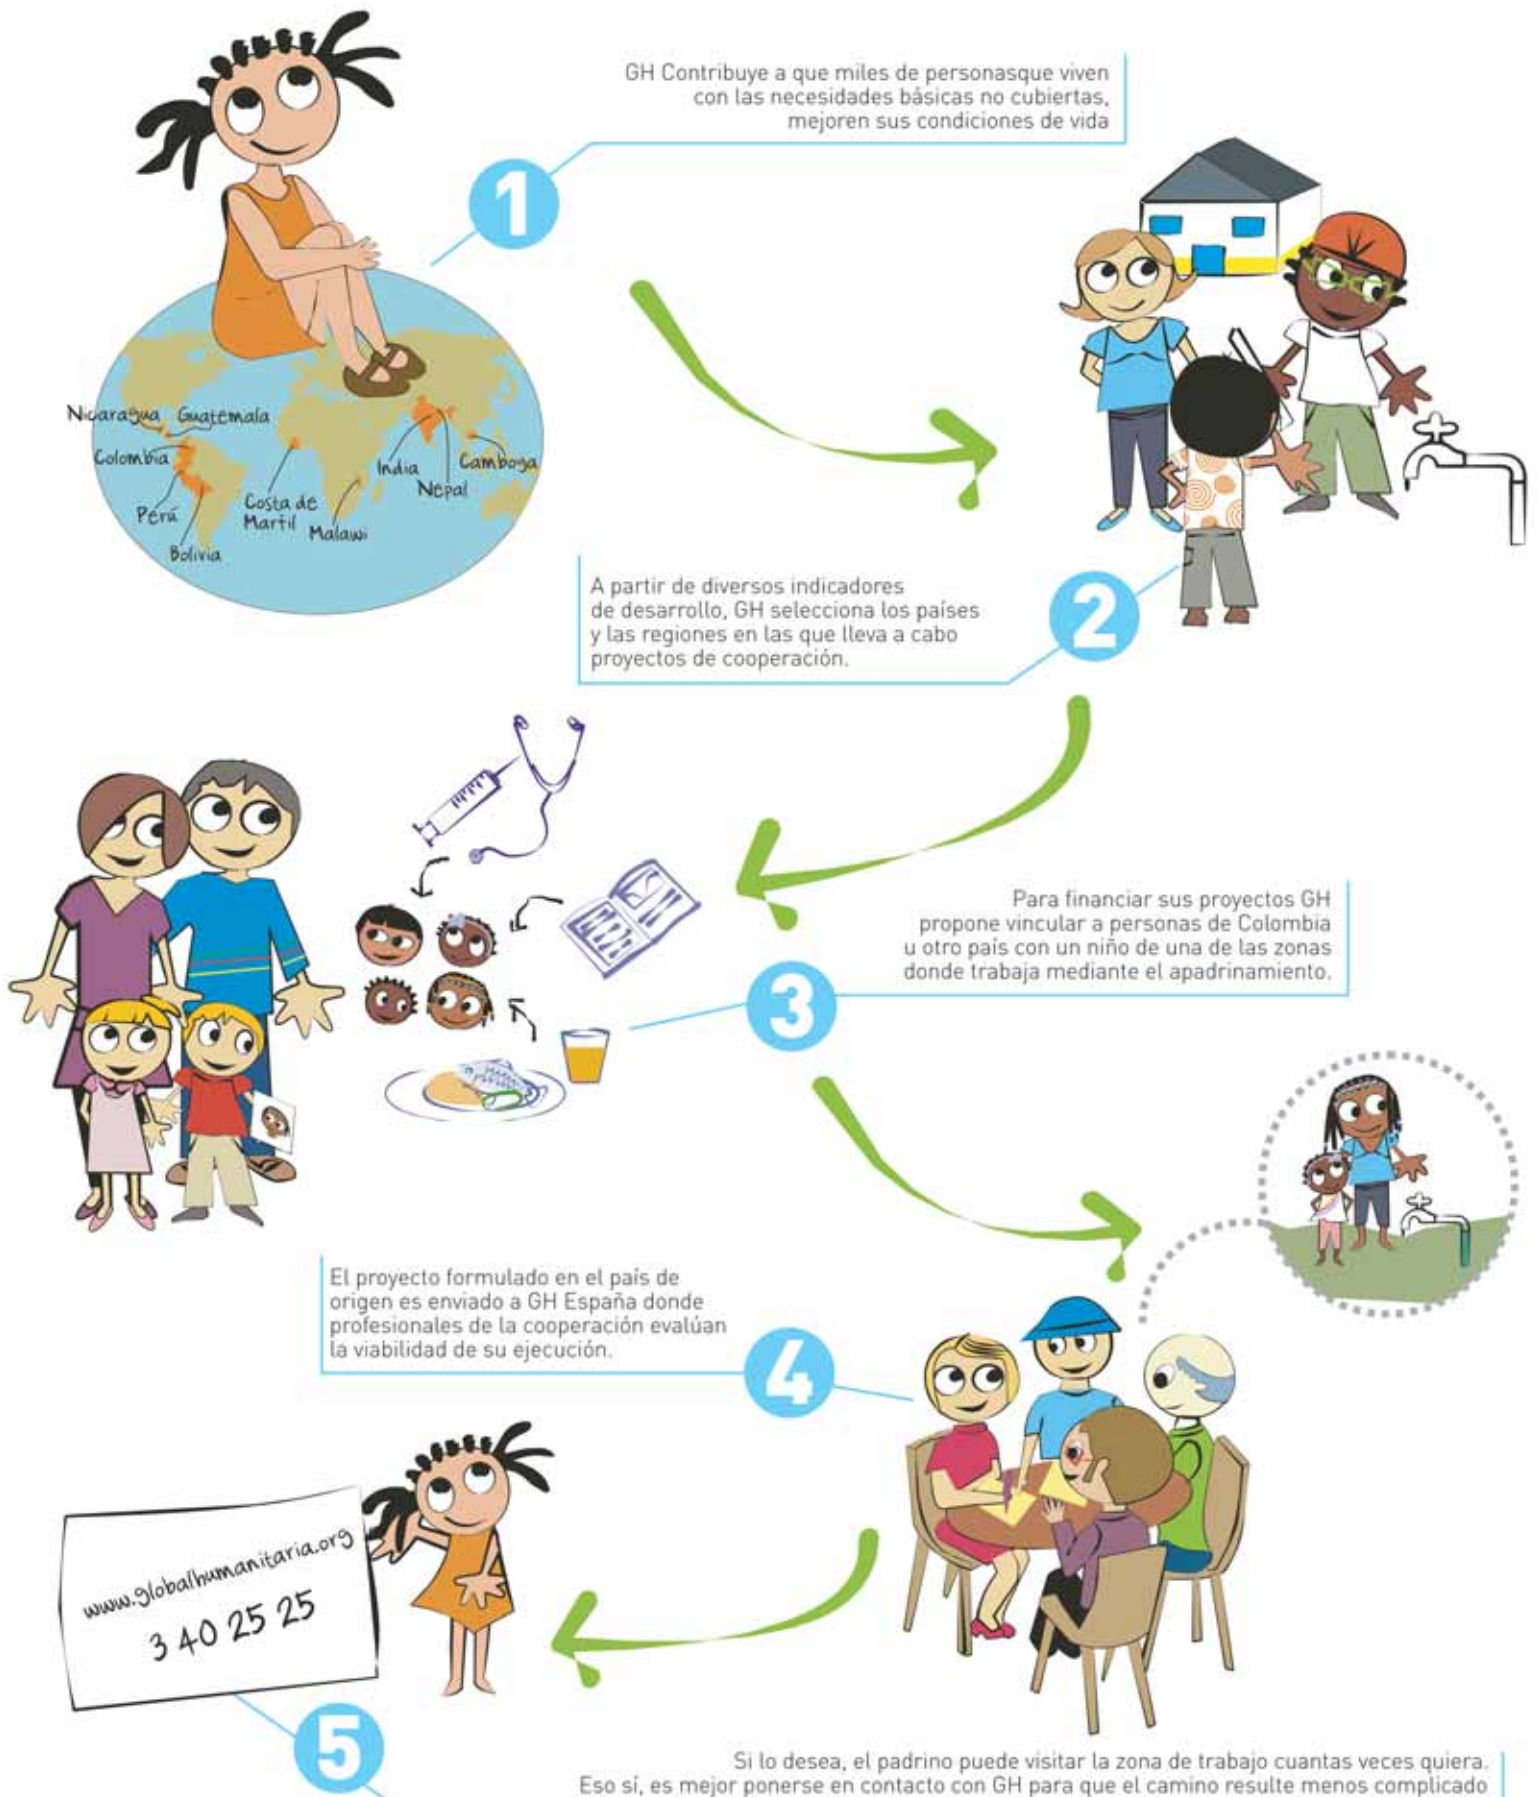 GH Contribuye a que miles de personasque viven
con las necesidades básicas no cubiertas,
mejoren sus condiciones de vida
1
Nicaragua Guatemala
Colombia
Perú
Bolivia
Costa de
Marfil
Malawi
India
Nepal
Camboya
A partir de diversos indicadores
de desarrollo, GH selecciona los países
y las regiones en las que lleva a cabo
proyectos de cooperación.
2
Para financiar sus proyectos GH
propone vincular a personas de Colombia
u otro país con un niño de una de las zonas
donde trabaja mediante el apadrinamiento.
3
El proyecto formulado en el país de
origen es enviado a GH España donde
profesionales de la cooperación evalúan
la viabilidad de su ejecución.
4
www.globalhumanitaria.org
3 40 25 25
5
Si lo desea, el padrino puede visitar la zona de trabajo cuantas veces quiera.
Eso sí, es mejor ponerse en contacto con GH para que el camino resulte menos complicado